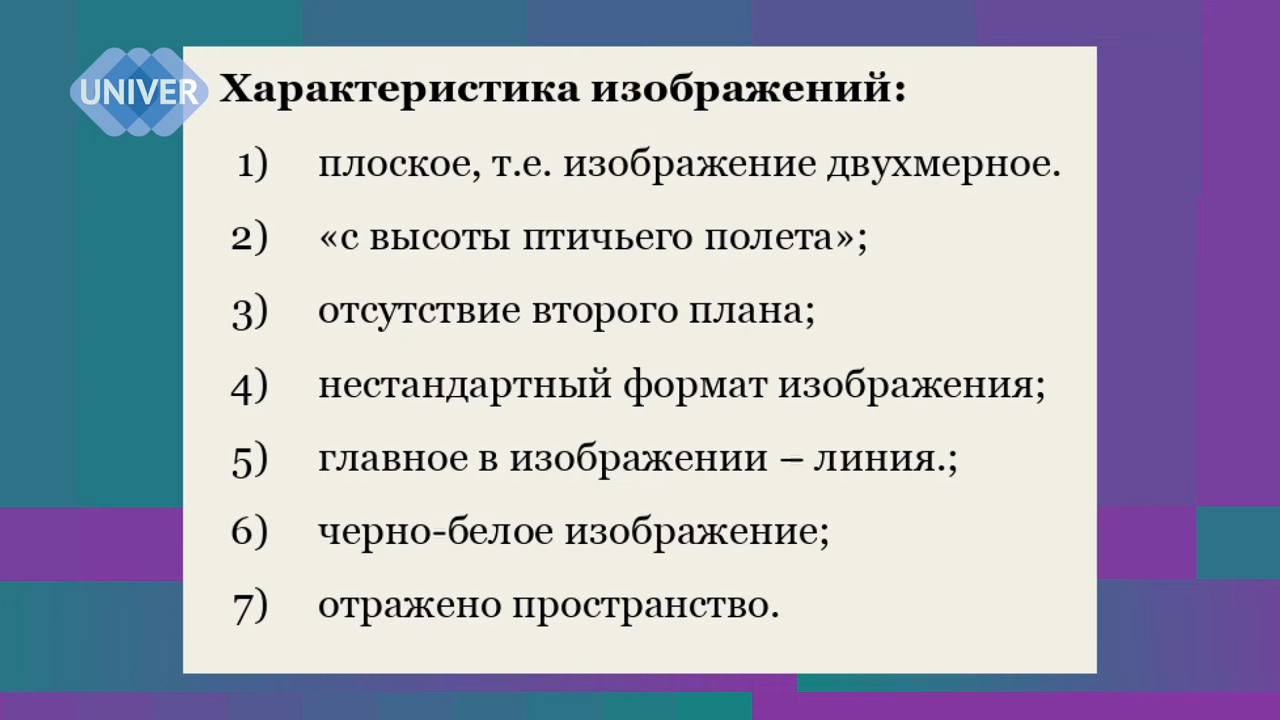 UNIVER
Характеристика изображений:
1) плоское, т.е. изображение двухмерное.
2) «с высоты птичьего полета»;
3) отсутствие второго плана;
4) нестандартный формат изображения;
5) главное в изображении – линия.;
6) черно-белое изображение;
7) отражено пространство.